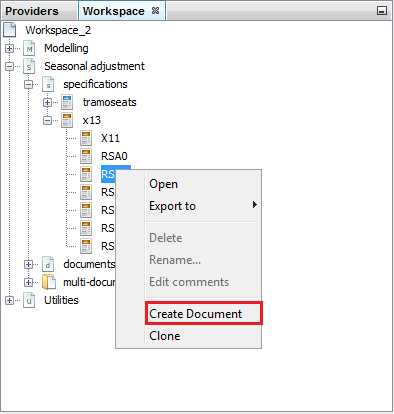 Providers Workspace
Workspace_2
Modelling
Seasonal adjustment
specifications
tramoseats
x13
X11
RSA0
RS
RS
RS
RS
RS
documents
multi-docum
Utilities
Open
Export to
Delete
Rename...
Edit comments
Create Document
Clone